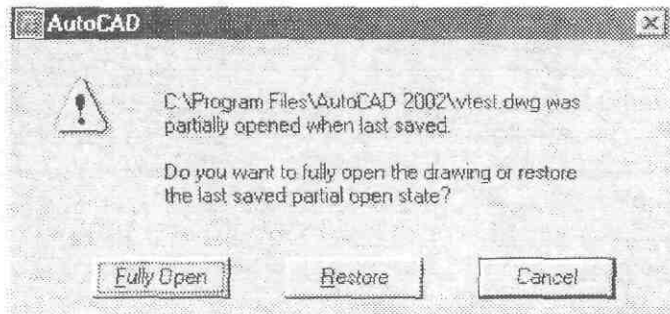 AutoCAD
C:\Program Files\AutoCAD 2002\vtest.dwg was
partially opened when last saved.
Do you want to fully open the drawing or restore
the last saved partial open state?
Fully Open
Restore
Cancel